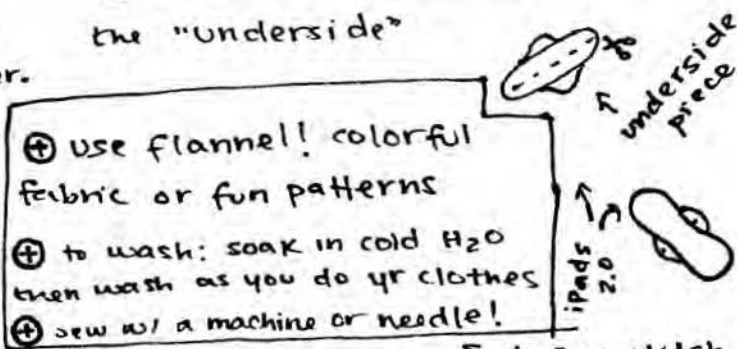 the "underside"
er.
⊕ use flannel! colorful
fabric or fun patterns
⊕ to wash: soak in cold H₂O
then wash as you do yr clothes
⊕ sew w/ a machine or needle!
underside
piece
iPads
2.0